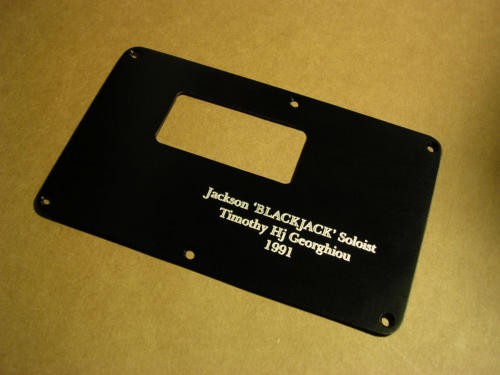 Jackson 'BLACKJACK' Soloist
Timothy Hj Georghiou
1991